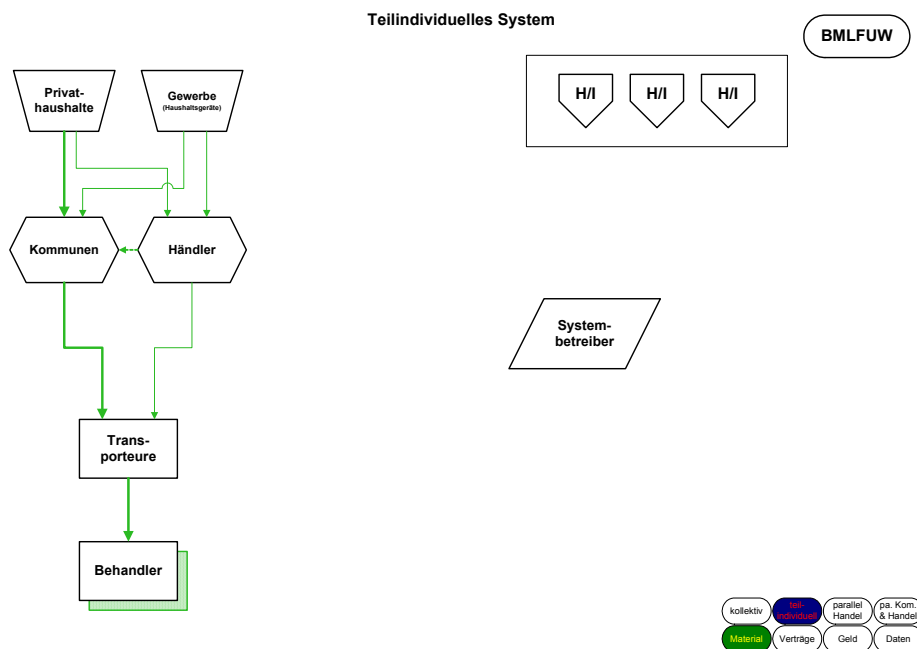 Teilindividuelles System
BMLFUW
Privat-
haushalte
Gewerbe
(Haushaltsgeräte)
H/I
H/I
H/I
Kommunen
Händler
System-
betreiber
Trans-
porteure
Behandler
kollektiv
teil-
individuell
parallel
Handel
pa. Kom.
& Handel
Material
Verträge
Geld
Daten